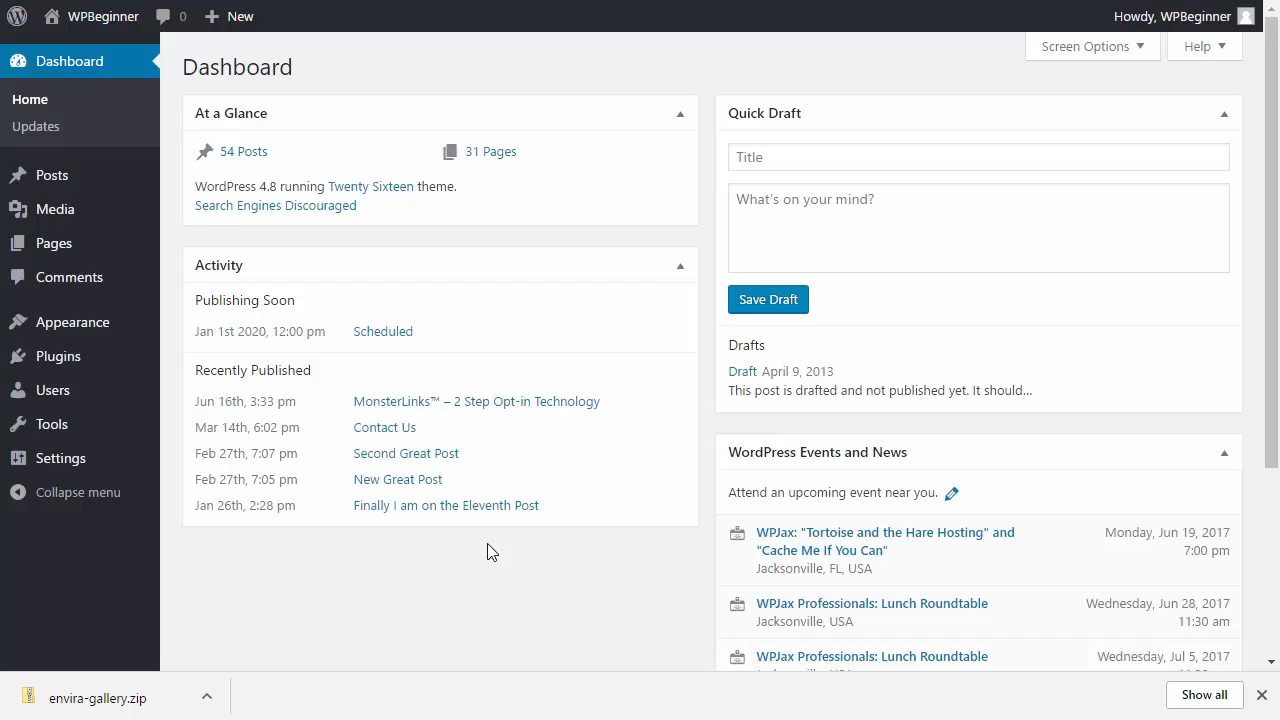 WPBeginner 0 New Howdy, WPBeginner
Dashboard
Home
Updates
Posts
Media
Pages
Comments
Appearance
Plugins
Users
Tools
Settings
Collapse menu
Screen Options Help
Dashboard
At a Glance
54 Posts 31 Pages
WordPress 4.8 running Twenty Sixteen theme.
Search Engines Discouraged
Activity
Publishing Soon
Jan 1st 2020, 12:00 pm Scheduled
Recently Published
Jun 16th, 3:33 pm MonsterLinks™ – 2 Step Opt-in Technology
Mar 14th, 6:02 pm Contact Us
Feb 27th, 7:07 pm Second Great Post
Feb 27th, 7:05 pm New Great Post
Jan 26th, 2:28 pm Finally I am on the Eleventh Post
Quick Draft
Title
What's on your mind?
Save Draft
Drafts
Draft April 9, 2013
This post is drafted and not published yet. It should…
WordPress Events and News
Attend an upcoming event near you.
WPJax: "Tortoise and the Hare Hosting" and Monday, Jun 19, 2017
"Cache Me If You Can" 7:00 pm
Jacksonville, FL, USA
WPJax Professionals: Lunch Roundtable Wednesday, Jun 28, 2017
Jacksonville, USA 11:30 am
WPJax Professionals: Lunch Roundtable Wednesday, Jul 5, 2017
envira-gallery.zip Show all